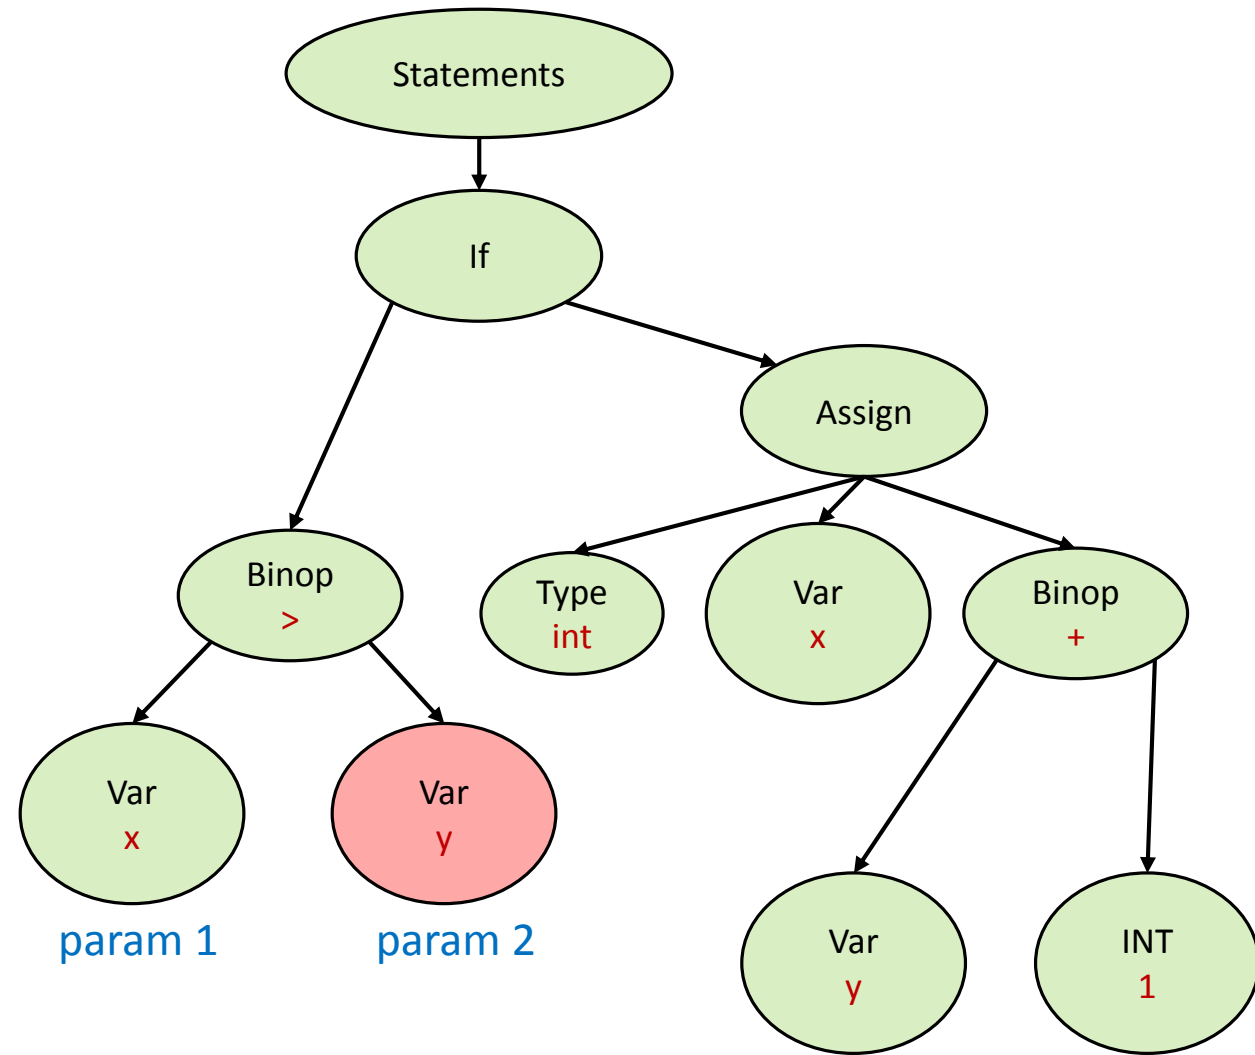 Statements
If
Assign
Binop
>
Type
int
Var
x
Binop
+
Var
x
Var
y
param 1
param 2
Var
y
INT
1